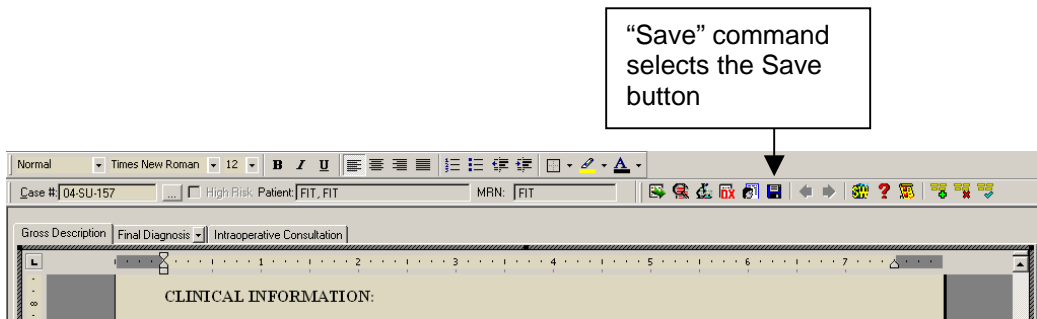 “Save” command
selects the Save
button
Normal Times New Roman 12 B I U A
Case #: 04-SU-157 ... High Risk Patient: FIT, FIT MRN: FIT
Gross Description Final Diagnosis Intraoperative Consultation
1 2 3 4 5 6 7
CLINICAL INFORMATION: